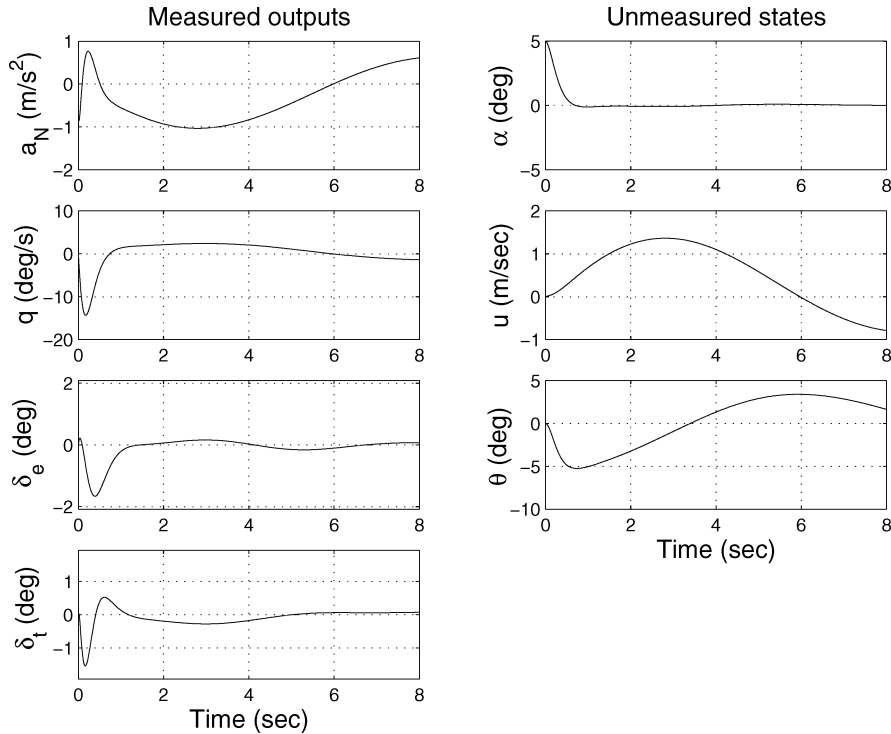 Measured outputs
Unmeasured states
a_N (m/s²)
1
0
−1
−2
0 2 4 6 8
α (deg)
5
0
−5
0 2 4 6 8
q (deg/s)
10
0
−10
−20
0 2 4 6 8
u (m/sec)
2
1
0
−1
0 2 4 6 8
δ_e (deg)
2
0
−2
0 2 4 6 8
θ (deg)
5
0
−5
−10
0 2 4 6 8
Time (sec)
δ_t (deg)
1
0
−1
0 2 4 6 8
Time (sec)